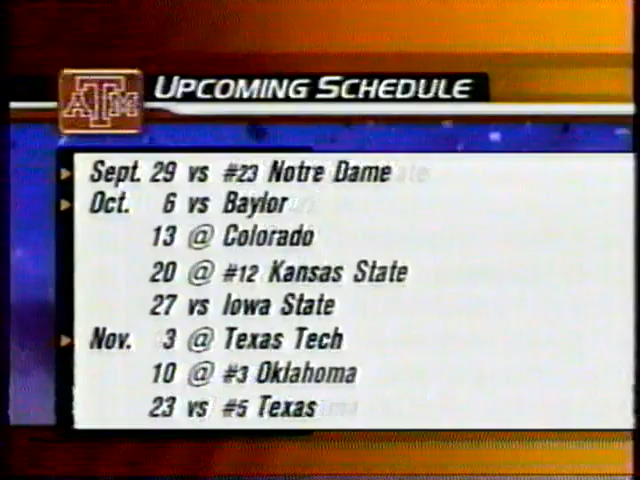 ATM UPCOMING SCHEDULE
Sept. 29 vs #23 Notre Dame
Oct. 6 vs Baylor
13 @ Colorado
20 @ #12 Kansas State
27 vs Iowa State
Nov. 3 @ Texas Tech
10 @ #3 Oklahoma
23 vs #5 Texas